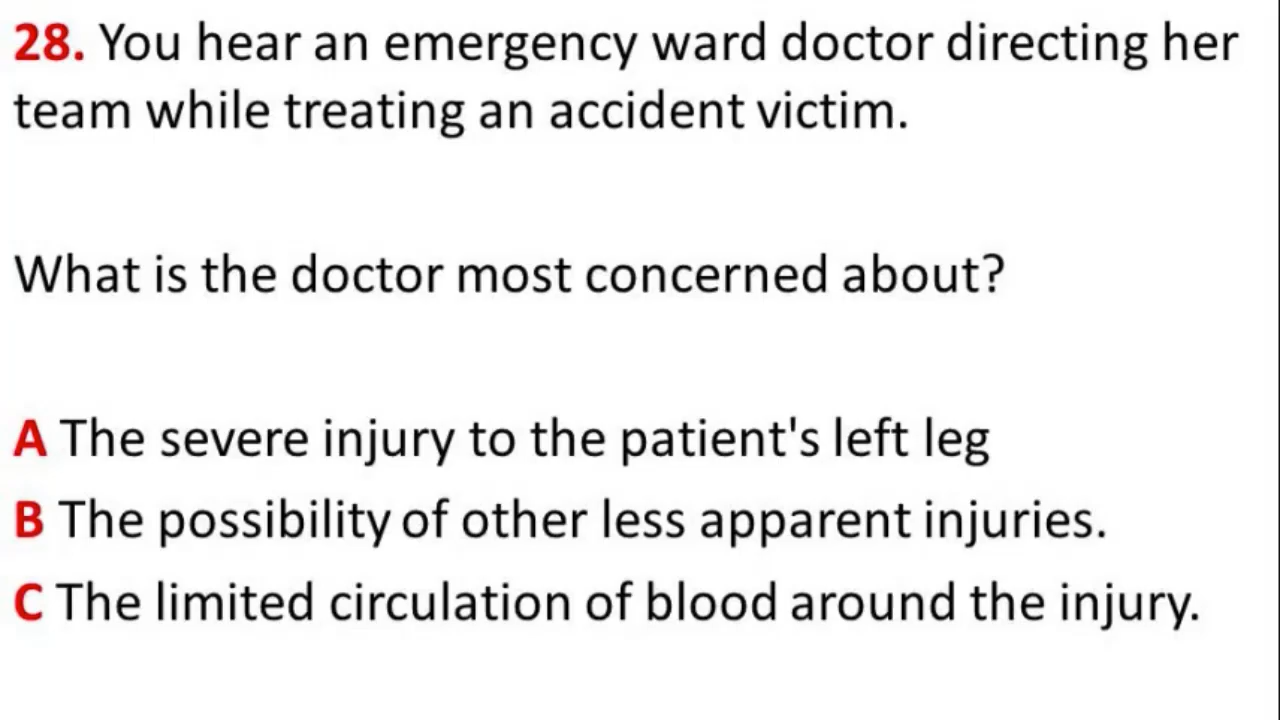 28. You hear an emergency ward doctor directing her
team while treating an accident victim.
What is the doctor most concerned about?
A The severe injury to the patient's left leg
B The possibility of other less apparent injuries.
C The limited circulation of blood around the injury.